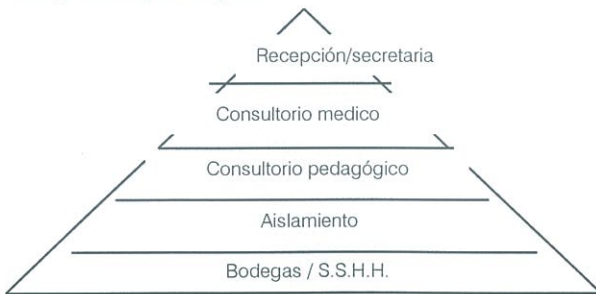 Recepción/secretaria
Consultorio medico
Consultorio pedagógico
Aislamiento
Bodegas / S.S.H.H.